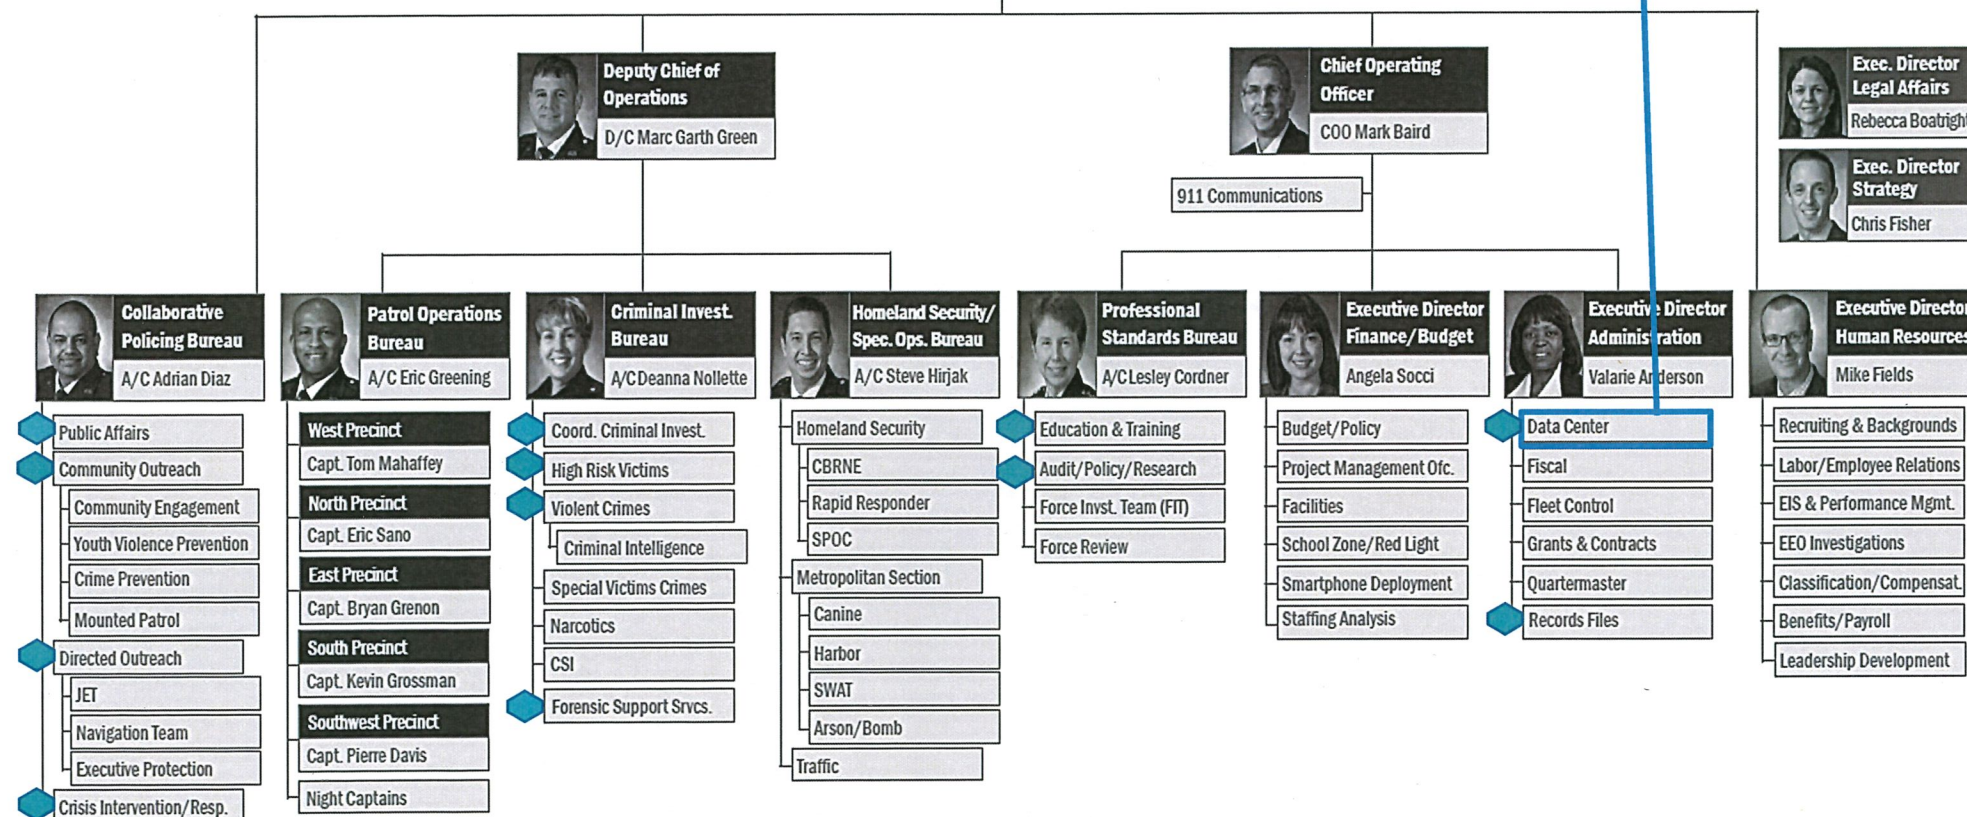 Deputy Chief of
Operations
D/C Marc Garth Green
Chief Operating
Officer
COO Mark Baird
911 Communications
Exec. Director
Legal Affairs
Rebecca Boatright
Exec. Director
Strategy
Chris Fisher
Collaborative
Policing Bureau
A/C Adrian Diaz
Public Affairs
Community Outreach
Community Engagement
Youth Violence Prevention
Crime Prevention
Mounted Patrol
Directed Outreach
JET
Navigation Team
Executive Protection
Crisis Intervention/Resp.
Patrol Operations
Bureau
A/C Eric Greening
West Precinct
Capt. Tom Mahaffey
North Precinct
Capt. Eric Sano
East Precinct
Capt. Bryan Grenon
South Precinct
Capt. Kevin Grossman
Southwest Precinct
Capt. Pierre Davis
Night Captains
Criminal Invest.
Bureau
A/C Deanna Nollette
Coord. Criminal Invest.
High Risk Victims
Violent Crimes
Criminal Intelligence
Special Victims Crimes
Narcotics
CSI
Forensic Support Srvcs.
Homeland Security/
Spec. Ops. Bureau
A/C Steve Hirjak
Homeland Security
CBRNE
Rapid Responder
SPOC
Metropolitan Section
Canine
Harbor
SWAT
Arson/Bomb
Traffic
Professional
Standards Bureau
A/C Lesley Cordner
Education & Training
Audit/Policy/Research
Force Invst. Team (FIT)
Force Review
Executive Director
Finance/Budget
Angela Socci
Budget/Policy
Project Management Ofc.
Facilities
School Zone/Red Light
Smartphone Deployment
Staffing Analysis
Executive Director
Administration
Valarie Anderson
Data Center
Fiscal
Fleet Control
Grants & Contracts
Quartermaster
Records Files
Executive Director
Human Resources
Mike Fields
Recruiting & Backgrounds
Labor/Employee Relations
EIS & Performance Mgmt.
EEO Investigations
Classification/Compensat.
Benefits/Payroll
Leadership Development